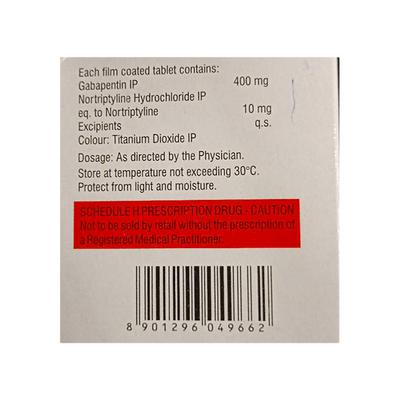 Each film coated tablet contains:
Gabapentin IP 400 mg
Nortriptyline Hydrochloride IP
eq. to Nortriptyline 10 mg
Excipients q.s.
Colour: Titanium Dioxide IP
Dosage: As directed by the Physician.
Store at temperature not exceeding 30°C.
Protect from light and moisture.
SCHEDULE H PRESCRIPTION DRUG - CAUTION
Not to be sold by retail without the prescription of
a Registered Medical Practitioner.
8 901296 049662